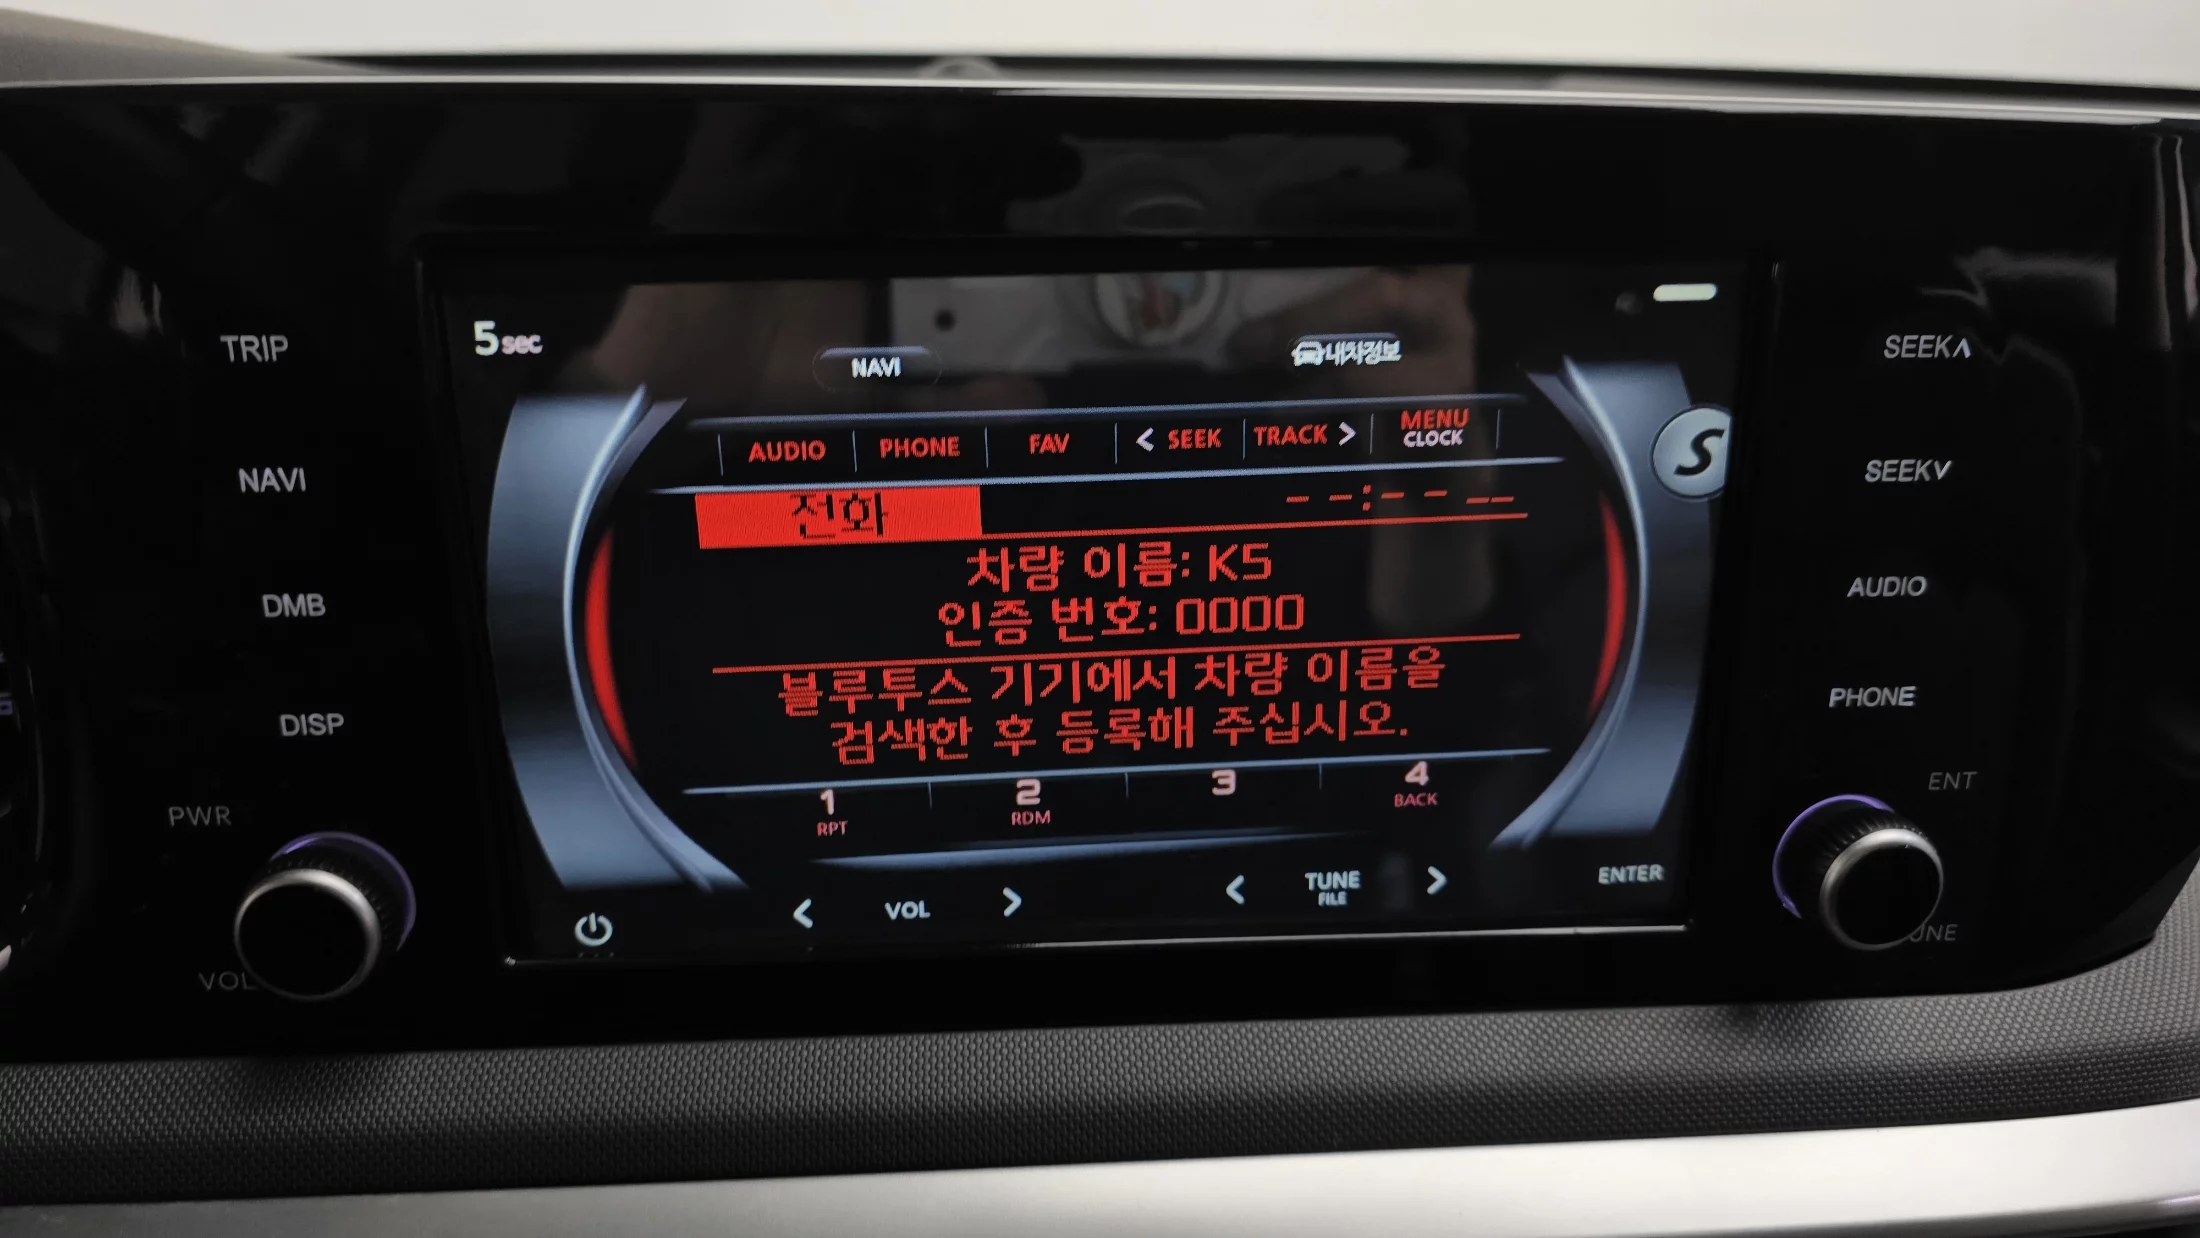 TRIP
NAVI
DMB
DISP
PWR
VOL
5 sec
NAVI
내차정보
AUDIO
PHONE
FAV
< SEEK
TRACK >
MENU
CLOCK
전화
--:-- --
차량 이름: K5
인증 번호: 0000
블루투스 기기에서 차량 이름을
검색한 후 등록해 주십시오.
1
RPT
2
RDM
3
4
BACK
< VOL >
< TUNE >
FILE
ENTER
S
SEEK∧
SEEK∨
AUDIO
PHONE
ENT